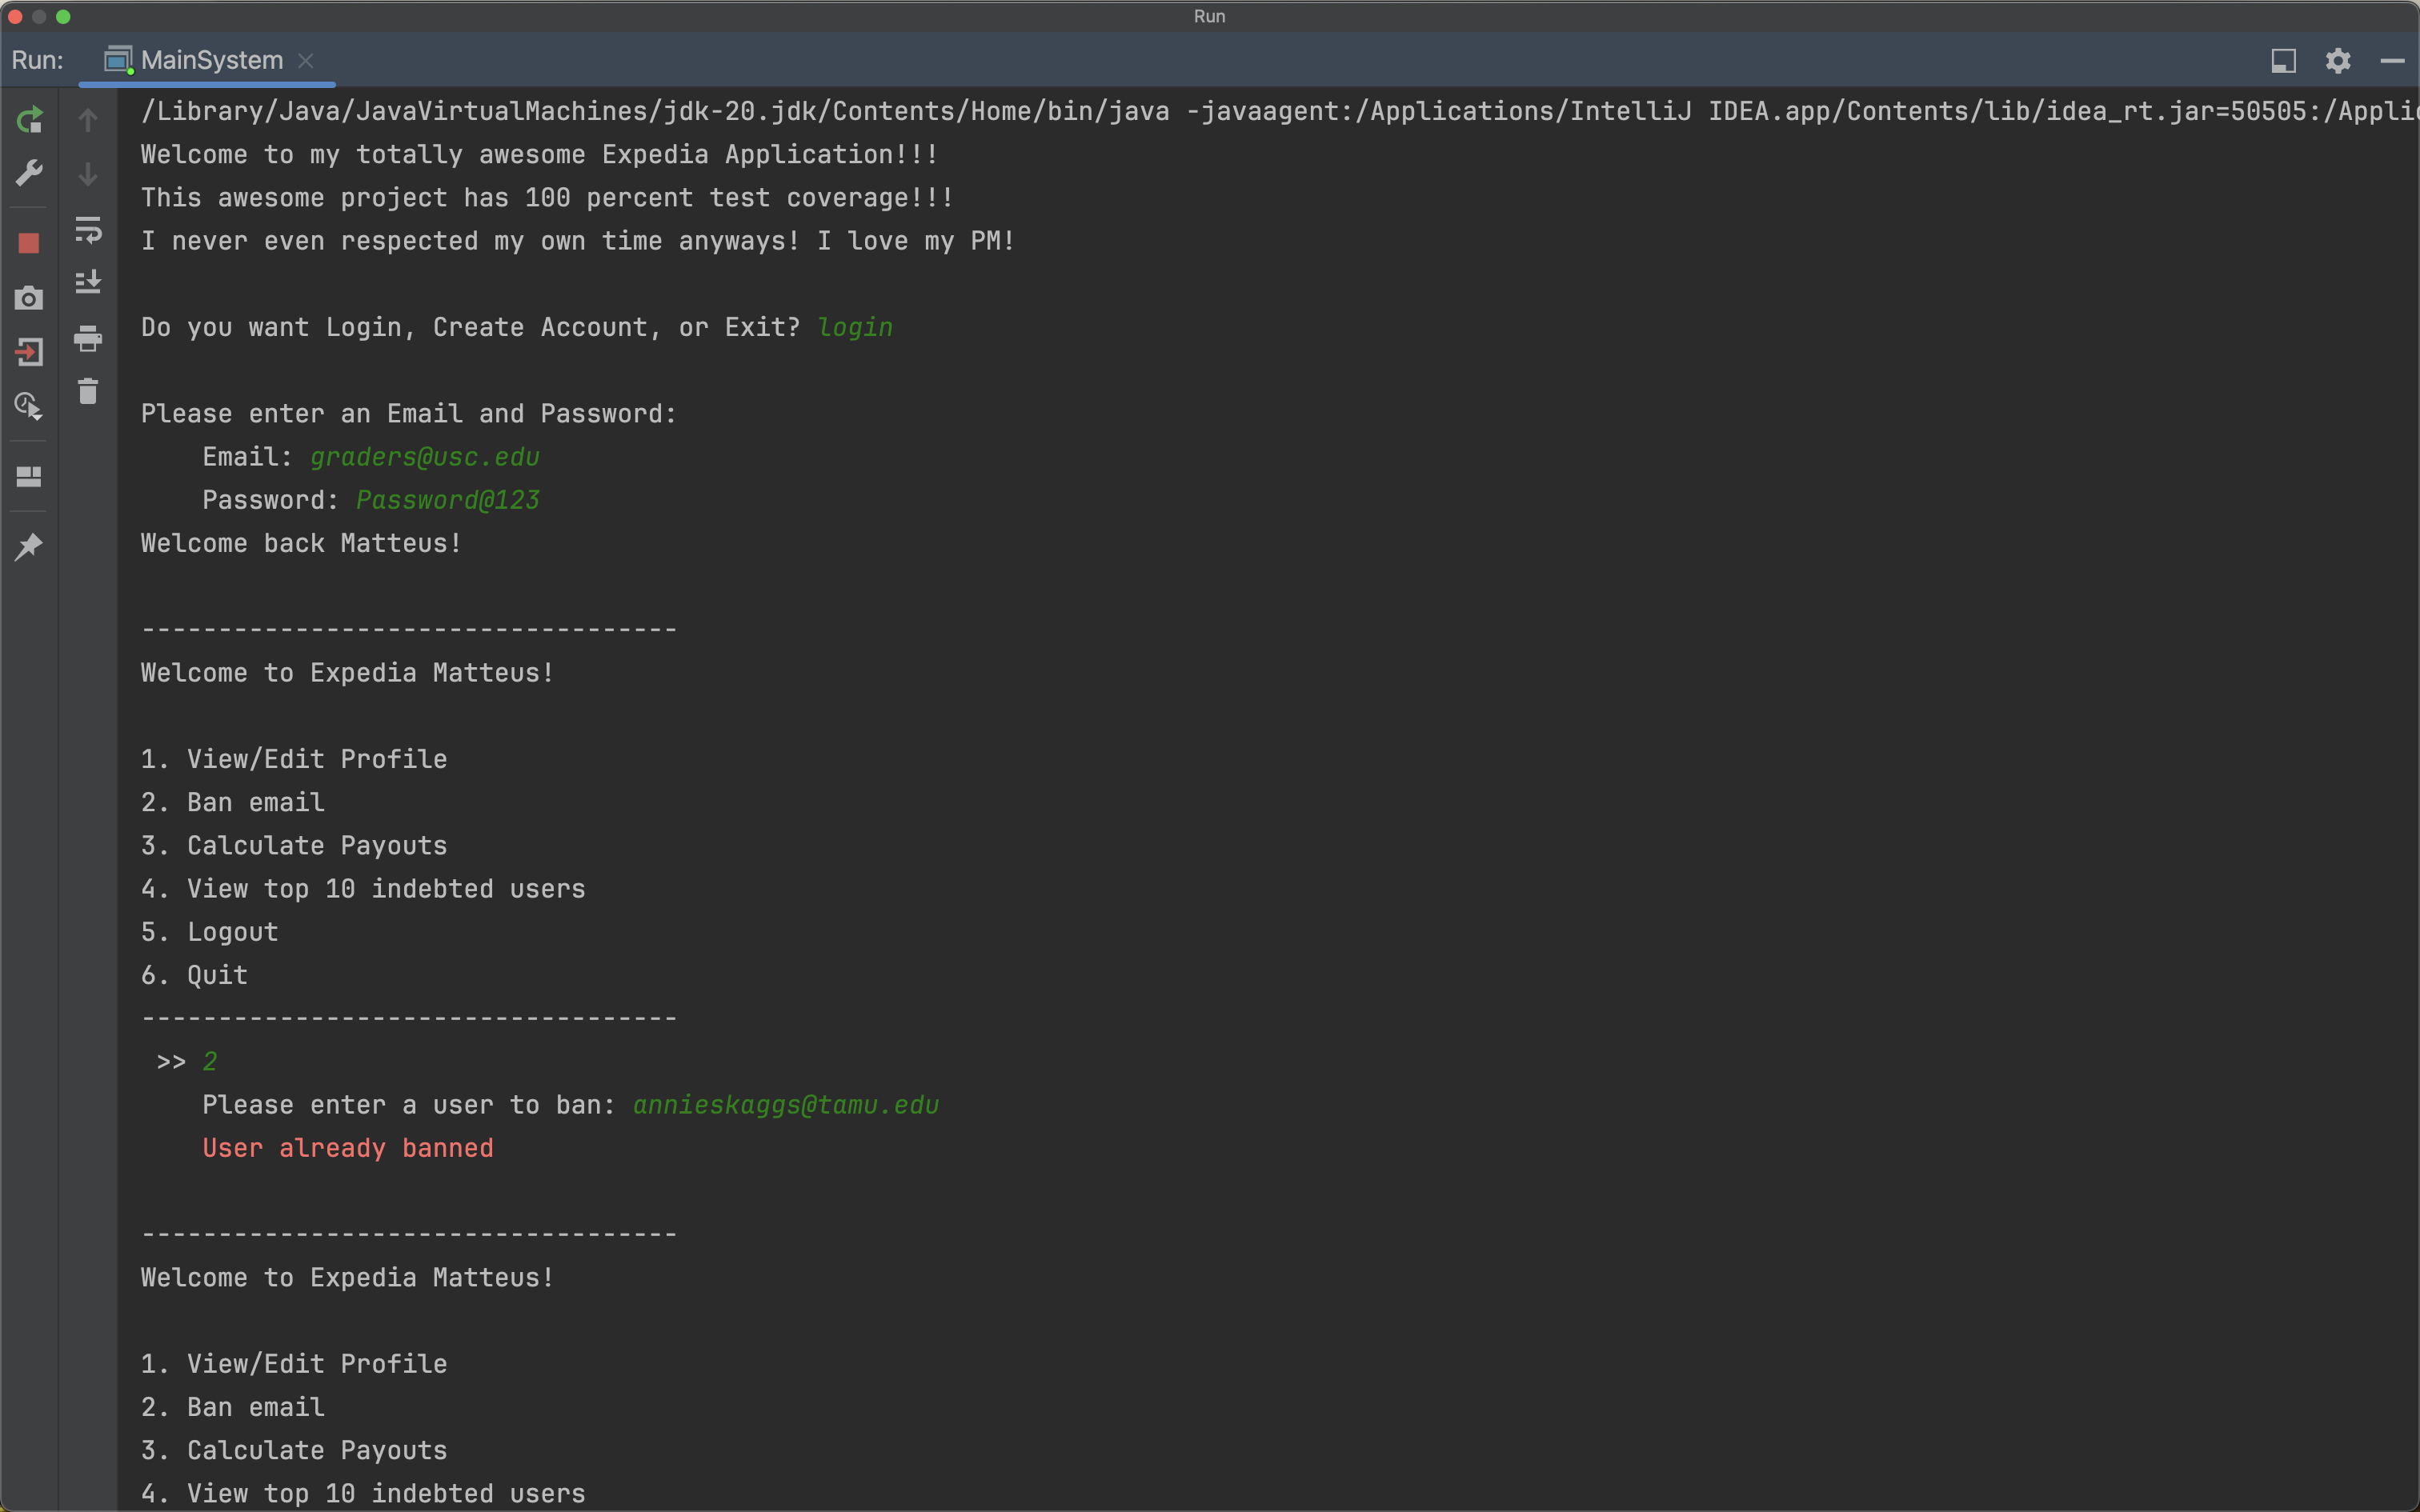 Run
Run: MainSystem
/Library/Java/JavaVirtualMachines/jdk-20.jdk/Contents/Home/bin/java -javaagent:/Applications/IntelliJ IDEA.app/Contents/lib/idea_rt.jar=50505:/Applic
Welcome to my totally awesome Expedia Application!!!
This awesome project has 100 percent test coverage!!!
I never even respected my own time anyways! I love my PM!
Do you want Login, Create Account, or Exit? login
Please enter an Email and Password:
Email: graders@usc.edu
Password: Password@123
Welcome back Matteus!
-----------------------------------
Welcome to Expedia Matteus!
1. View/Edit Profile
2. Ban email
3. Calculate Payouts
4. View top 10 indebted users
5. Logout
6. Quit
-----------------------------------
>> 2
Please enter a user to ban: annieskaggs@tamu.edu
User already banned
-----------------------------------
Welcome to Expedia Matteus!
1. View/Edit Profile
2. Ban email
3. Calculate Payouts
4. View top 10 indebted users